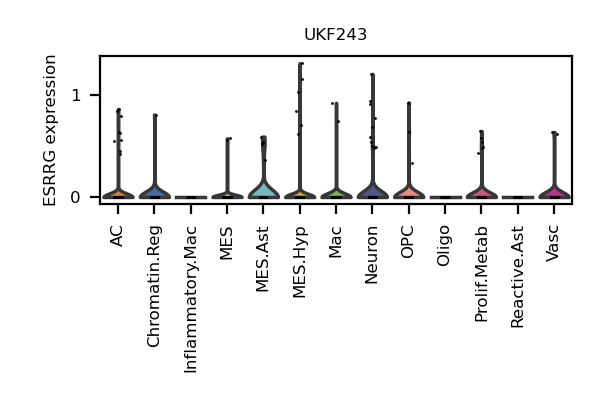 UKF243
ESRRG expression
1
0
AC
Chromatin.Reg
Inflammatory.Mac
MES
MES.Ast
MES.Hyp
Mac
Neuron
OPC
Oligo
Prolif.Metab
Reactive.Ast
Vasc